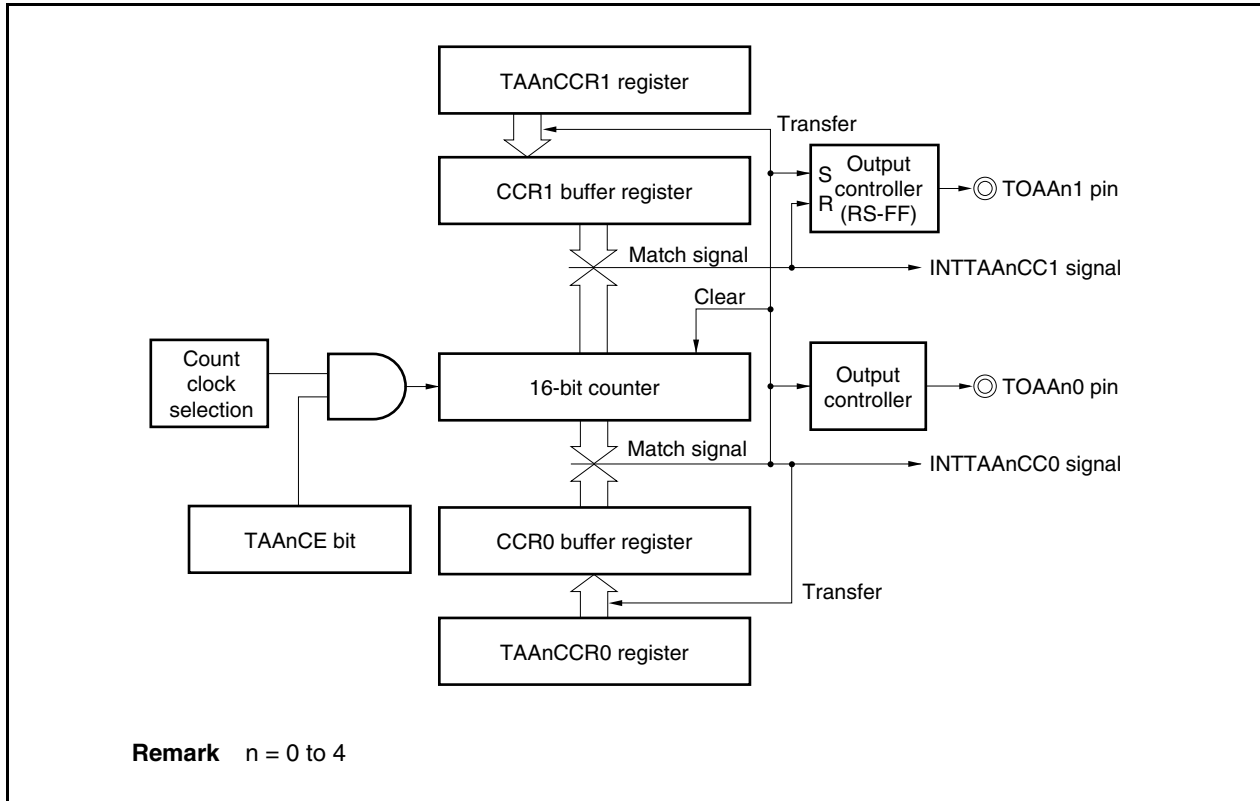 TAAnCCR1 register
Transfer
CCR1 buffer register
S
R
Output
controller
(RS-FF)
TOAAn1 pin
Match signal
INTTAAnCC1 signal
Clear
Count
clock
selection
16-bit counter
Output
controller
TOAAn0 pin
Match signal
INTTAAnCC0 signal
TAAnCE bit
CCR0 buffer register
Transfer
TAAnCCR0 register
Remark n = 0 to 4